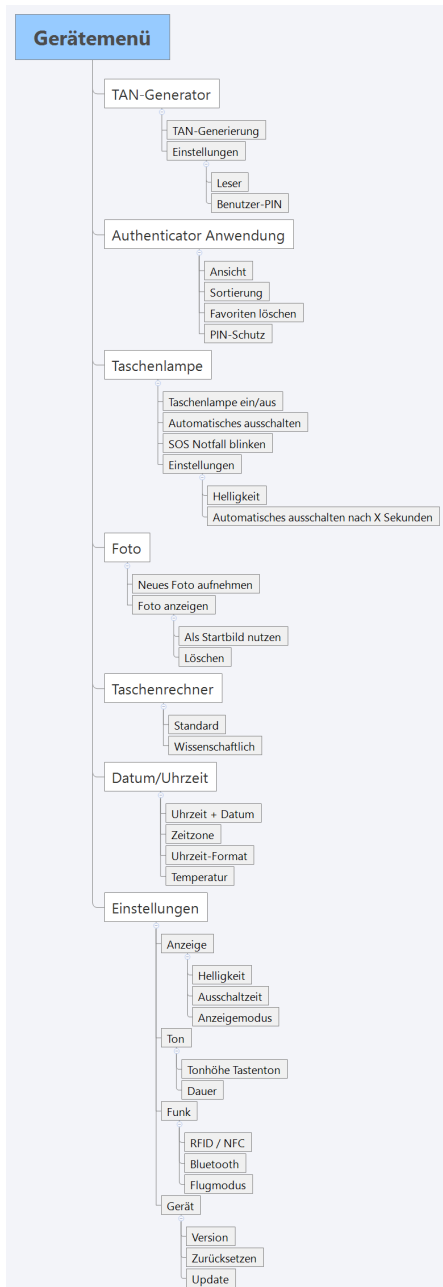 Gerätemenü
TAN-Generator
TAN-Generierung
Einstellungen
Leser
Benutzer-PIN
Authenticator Anwendung
Ansicht
Sortierung
Favoriten löschen
PIN-Schutz
Taschenlampe
Taschenlampe ein/aus
Automatisches ausschalten
SOS Notfall blinken
Einstellungen
Helligkeit
Automatisches ausschalten nach X Sekunden
Foto
Neues Foto aufnehmen
Foto anzeigen
Als Startbild nutzen
Löschen
Taschenrechner
Standard
Wissenschaftlich
Datum/Uhrzeit
Uhrzeit + Datum
Zeitzone
Uhrzeit-Format
Temperatur
Einstellungen
Anzeige
Helligkeit
Ausschaltzeit
Anzeigemodus
Ton
Tonhöhe Tastenton
Dauer
Funk
RFID / NFC
Bluetooth
Flugmodus
Gerät
Version
Zurücksetzen
Update